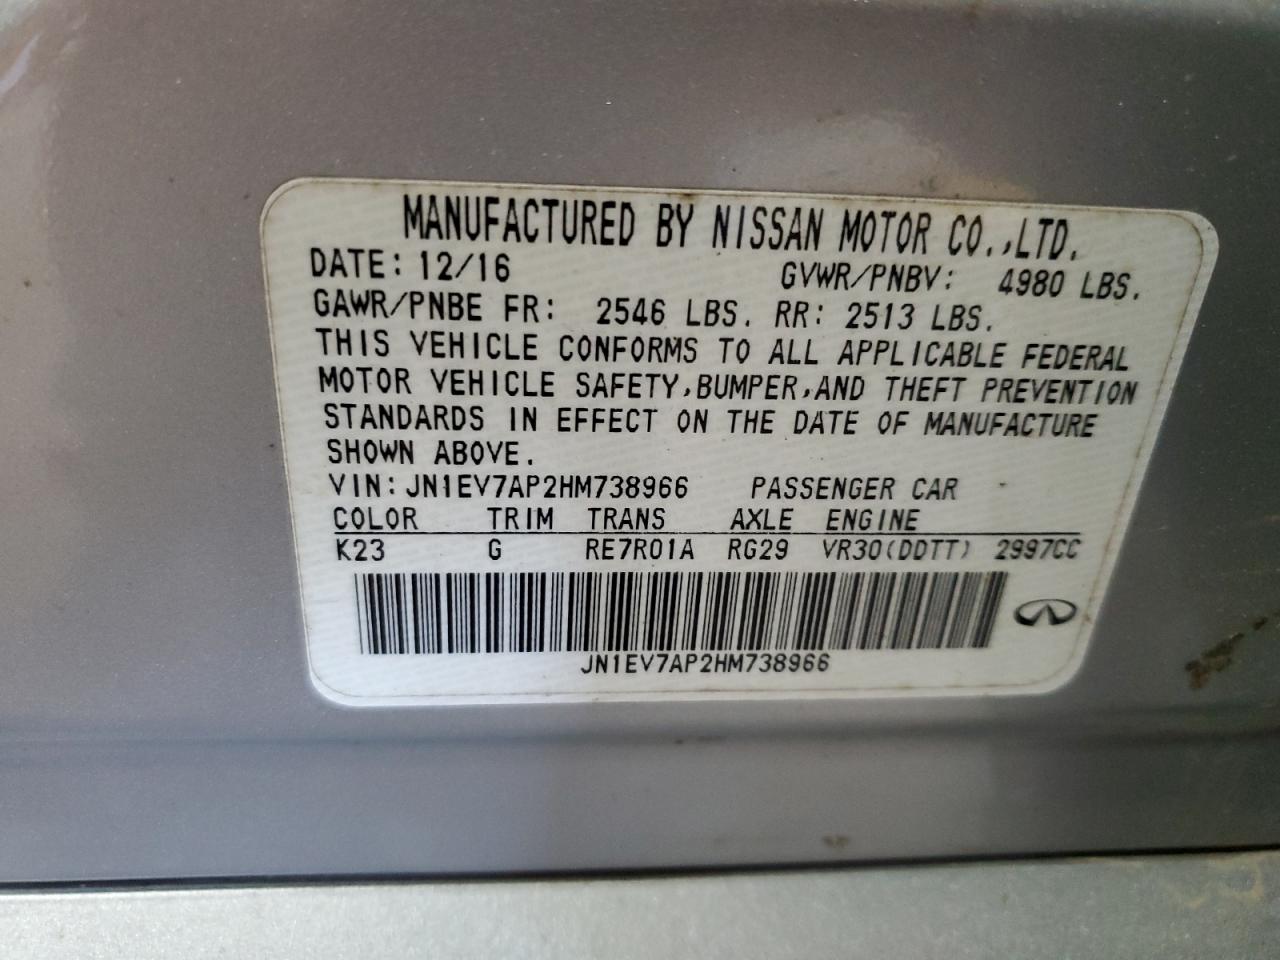 MANUFACTURED BY NISSAN MOTOR CO.,LTD.
DATE: 12/16 GVWR/PNBV: 4980 LBS.
GAWR/PNBE FR: 2546 LBS. RR: 2513 LBS.
THIS VEHICLE CONFORMS TO ALL APPLICABLE FEDERAL
MOTOR VEHICLE SAFETY,BUMPER,AND THEFT PREVENTION
STANDARDS IN EFFECT ON THE DATE OF MANUFACTURE
SHOWN ABOVE.
VIN: JN1EV7AP2HM738966 PASSENGER CAR
COLOR TRIM TRANS AXLE ENGINE
K23 G RE7R01A RG29 VR30(DDTT) 2997CC
JN1EV7AP2HM738966